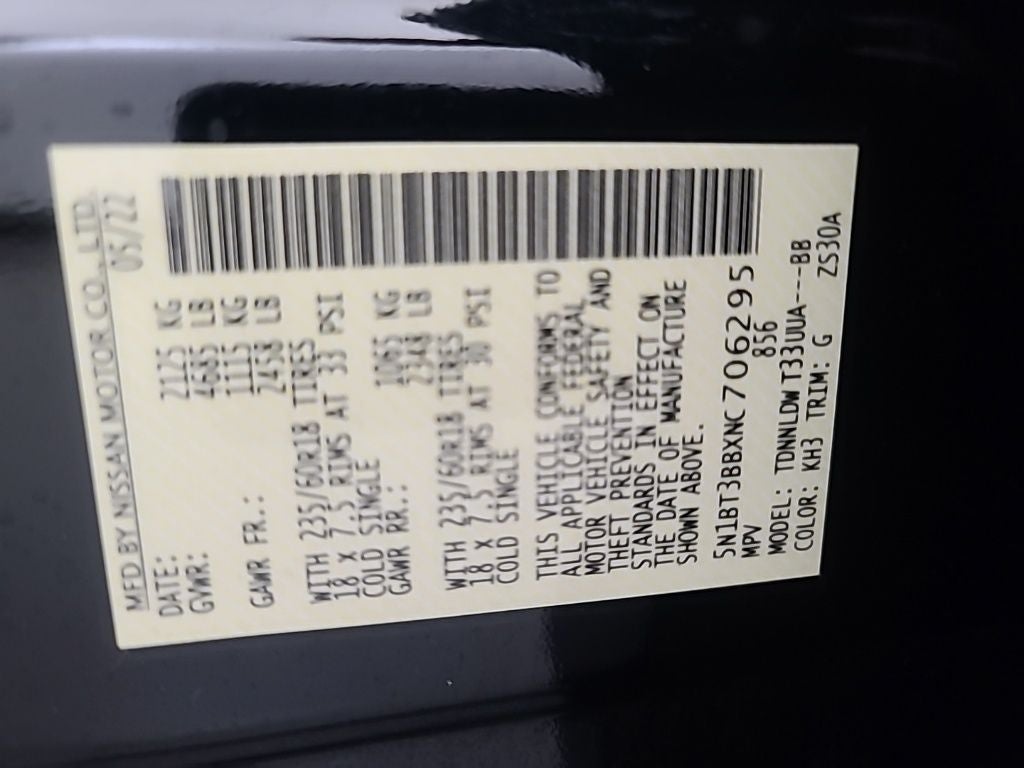 MFD BY NISSAN MOTOR CO., LTD.
DATE: 05/22
GVWR: 2125 KG
4685 LB
1115 KG
GAWR FR.: 2458 LB
WITH 235/60R18 TIRES
18 x 7.5 RIMS AT 33 PSI
COLD SINGLE
GAWR RR.: 1065 KG
2348 LB
WITH 235/60R18 TIRES
18 x 7.5 RIMS AT 30 PSI
COLD SINGLE
THIS VEHICLE CONFORMS TO
ALL APPLICABLE FEDERAL
MOTOR VEHICLE SAFETY AND
THEFT PREVENTION
STANDARDS IN EFFECT ON
THE DATE OF MANUFACTURE
SHOWN ABOVE.
5N1BT3BBXNC706295
MPV 856
MODEL: TDNNLDWT33UUA---BB
COLOR: KH3 TRIM: G ZS30A